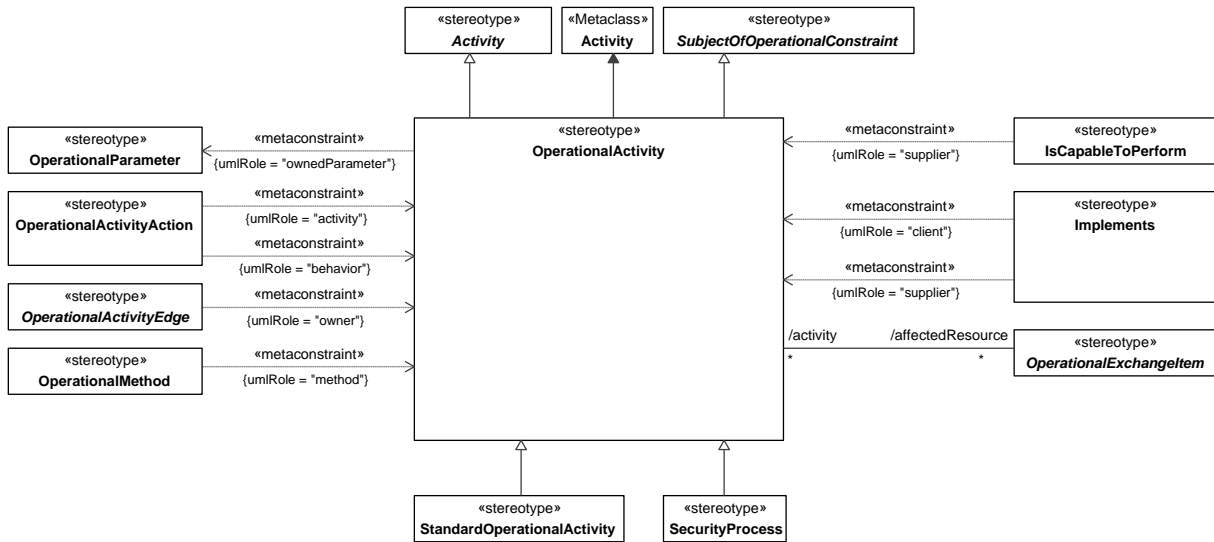 «stereotype»
Activity
«Metaclass»
Activity
«stereotype»
SubjectOfOperationalConstraint
«stereotype»
OperationalActivity
«stereotype»
OperationalParameter
«metaconstraint»
{umlRole = "ownedParameter"}
«stereotype»
OperationalActivityAction
«metaconstraint»
{umlRole = "activity"}
«metaconstraint»
{umlRole = "behavior"}
«stereotype»
OperationalActivityEdge
«metaconstraint»
{umlRole = "owner"}
«stereotype»
OperationalMethod
«metaconstraint»
{umlRole = "method"}
«metaconstraint»
{umlRole = "supplier"}
«stereotype»
IsCapableToPerform
«metaconstraint»
{umlRole = "client"}
«stereotype»
Implements
«metaconstraint»
{umlRole = "supplier"}
/activity
/affectedResource
*
*
«stereotype»
OperationalExchangeItem
«stereotype»
StandardOperationalActivity
«stereotype»
SecurityProcess